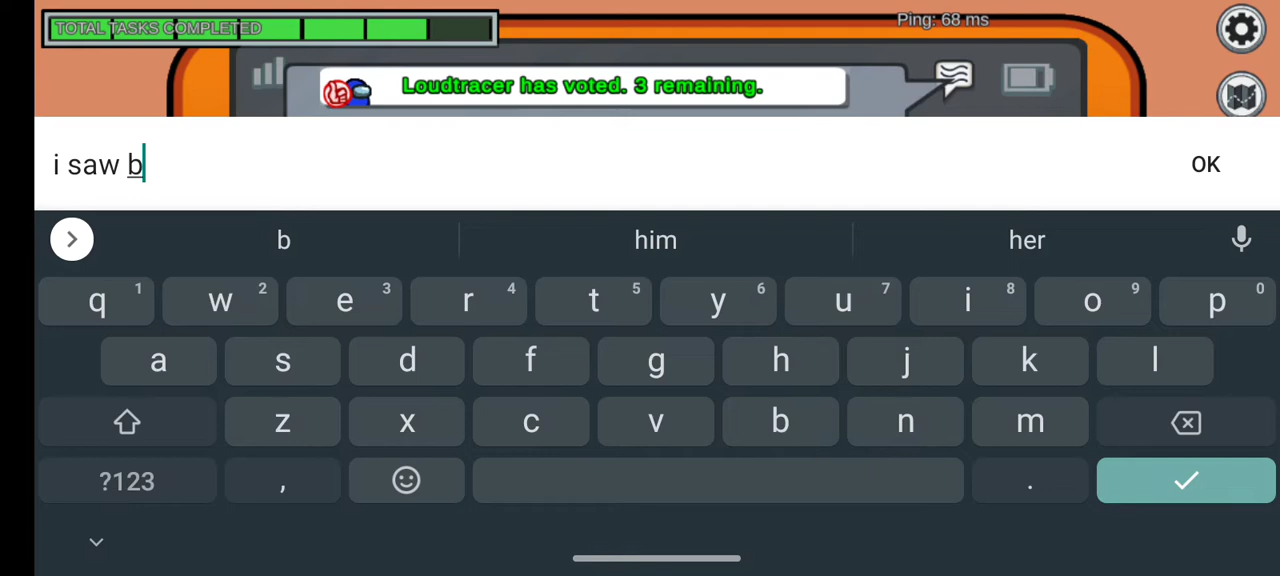 TOTAL TASKS COMPLETED
Ping: 68 ms
Loudtracer has voted. 3 remaining.
i saw b
OK
b him her
q 1 w 2 e 3 r 4 t 5 y 6 u 7 i 8 o 9 p 0
a s d f g h j k l
z x c v b n m
?123 , .